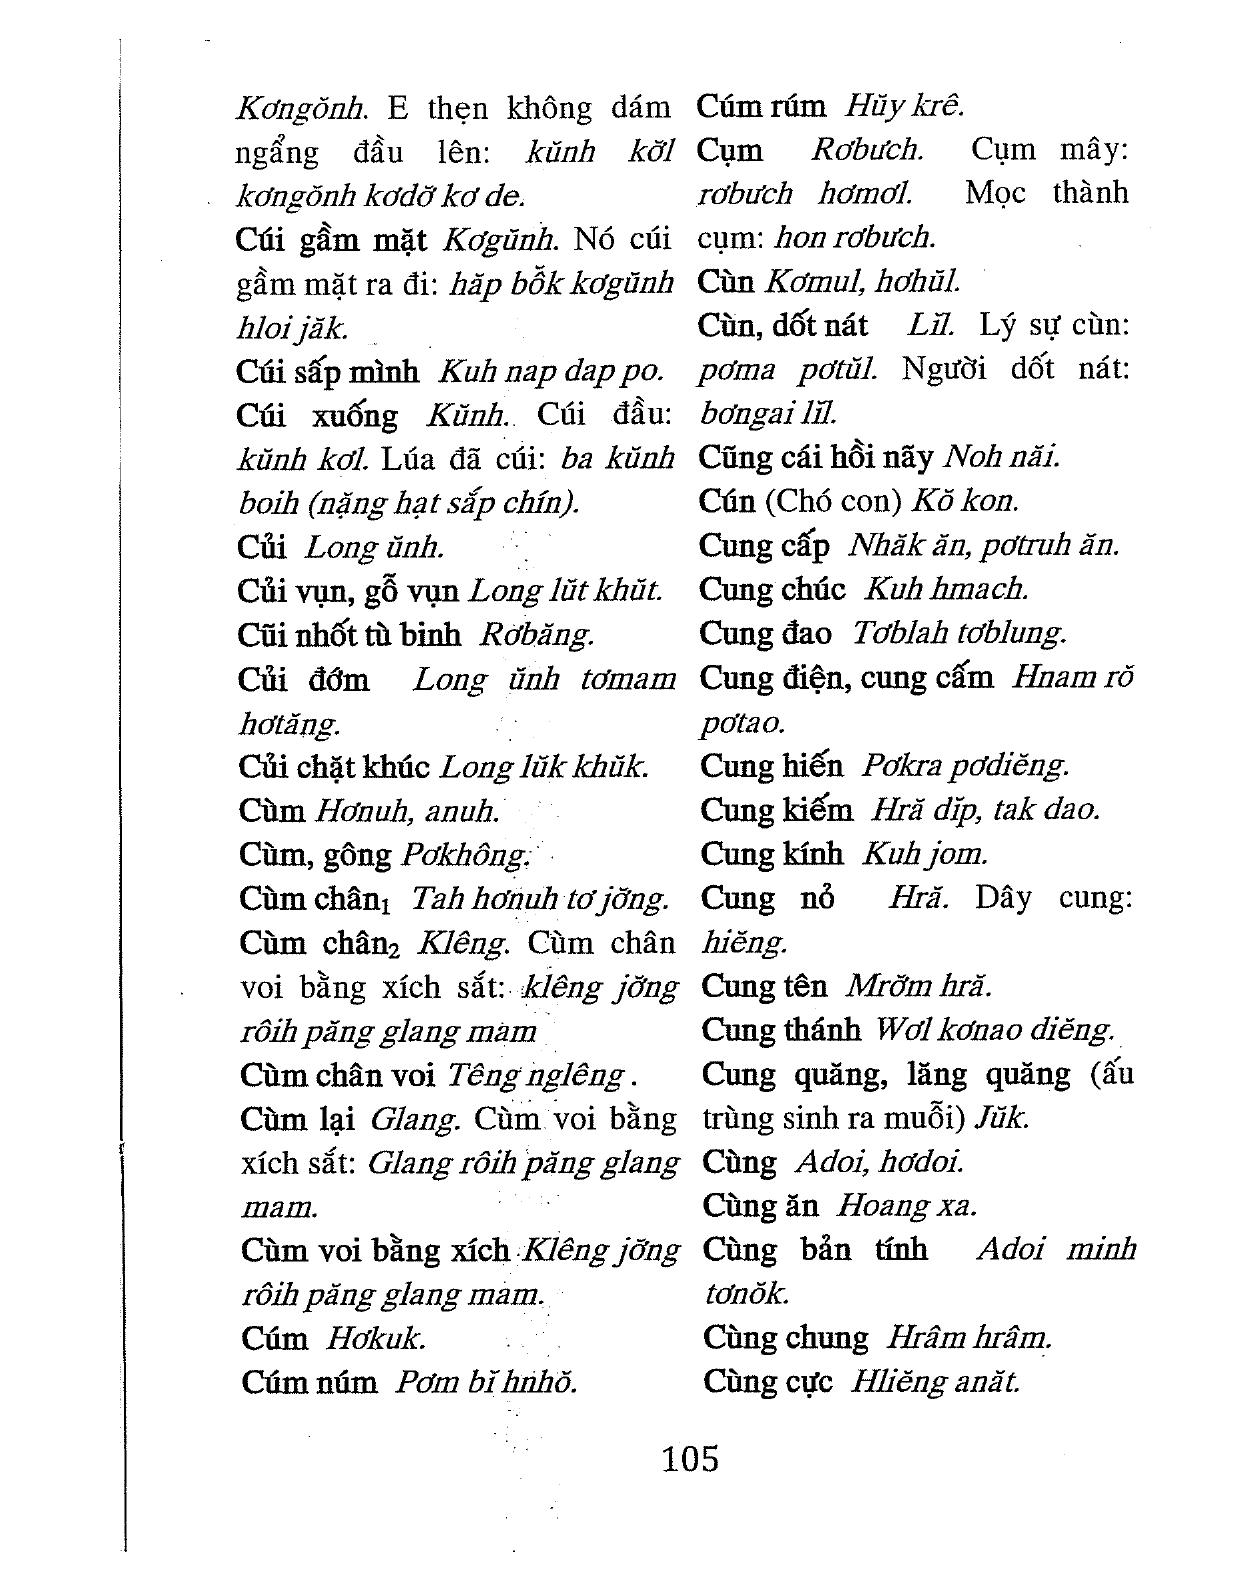 Kơngŏnh. E thẹn không dám
ngẩng đầu lên: kŭnh kơ̆l
kơngŏnh kơdơ̆ kơ de.
Cúi gầm mặt Kơgŭnh. Nó cúi
gầm mặt ra đi: hăp bô̆k kơgŭnh
hloi jăk.
Cúi sấp mình Kuh nap dap po.
Cúi xuống Kŭnh. Cúi đầu:
kŭnh kơl. Lúa đã cúi: ba kŭnh
boih (nặng hạt sắp chín).
Củi Long ŭnh.
Củi vụn, gỗ vụn Long lŭt khŭt.
Cũi nhốt tù binh Rơbăng.
Củi đớm Long ŭnh tơmam
hơtăng.
Củi chặt khúc Long lŭk khŭk.
Cùm Hơnuh, anuh.
Cùm, gông Pơkhông.
Cùm chân₁ Tah hơnuh tơ jơ̆ng.
Cùm chân₂ Klêng. Cùm chân
voi bằng xích sắt: klêng jơ̆ng
rôih păng glang mam
Cùm chân voi Têng nglêng .
Cùm lại Glang. Cùm voi bằng
xích sắt: Glang rôih păng glang
mam.
Cùm voi bằng xích Klêng jơ̆ng
rôih păng glang mam.
Cúm Hơkuk.
Cúm núm Pơm bĭ hnhŏ.
Cúm rúm Hŭy krê.
Cụm Rơbưch. Cụm mây:
rơbưch hơmơl. Mọc thành
cụm: hon rơbưch.
Cùn Kơmul, hơhŭl.
Cùn, dốt nát Lĭl. Lý sự cùn:
pơma pơtŭl. Người dốt nát:
bơngai lĭl.
Cũng cái hồi nãy Noh năi.
Cún (Chó con) Kŏ kon.
Cung cấp Nhăk ăn, pơtruh ăn.
Cung chúc Kuh hmach.
Cung đao Tơblah tơblung.
Cung điện, cung cấm Hnam rŏ
pơtao.
Cung hiến Pơkra pơdiĕng.
Cung kiếm Hră dĭp, tak dao.
Cung kính Kuh jom.
Cung nỏ Hră. Dây cung:
hiĕng.
Cung tên Mrơ̆m hră.
Cung thánh Wơl kơnao diĕng.
Cung quăng, lăng quăng (ấu
trùng sinh ra muỗi) Jŭk.
Cùng Adoi, hơdoi.
Cùng ăn Hoang xa.
Cùng bản tính Adoi minh
tơnŏk.
Cùng chung Hrâm hrâm.
Cùng cực Hliĕng anăt.
105